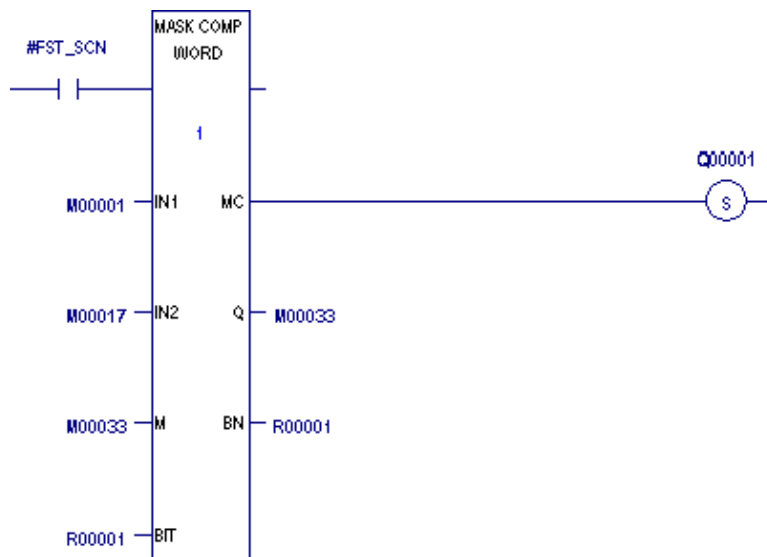 MASK COMP
#FST_SCN
WORD
1
Q00001
S
M00001 IN1 MC
M00017 IN2 Q M00033
M00033 M BN R00001
R00001 BIT